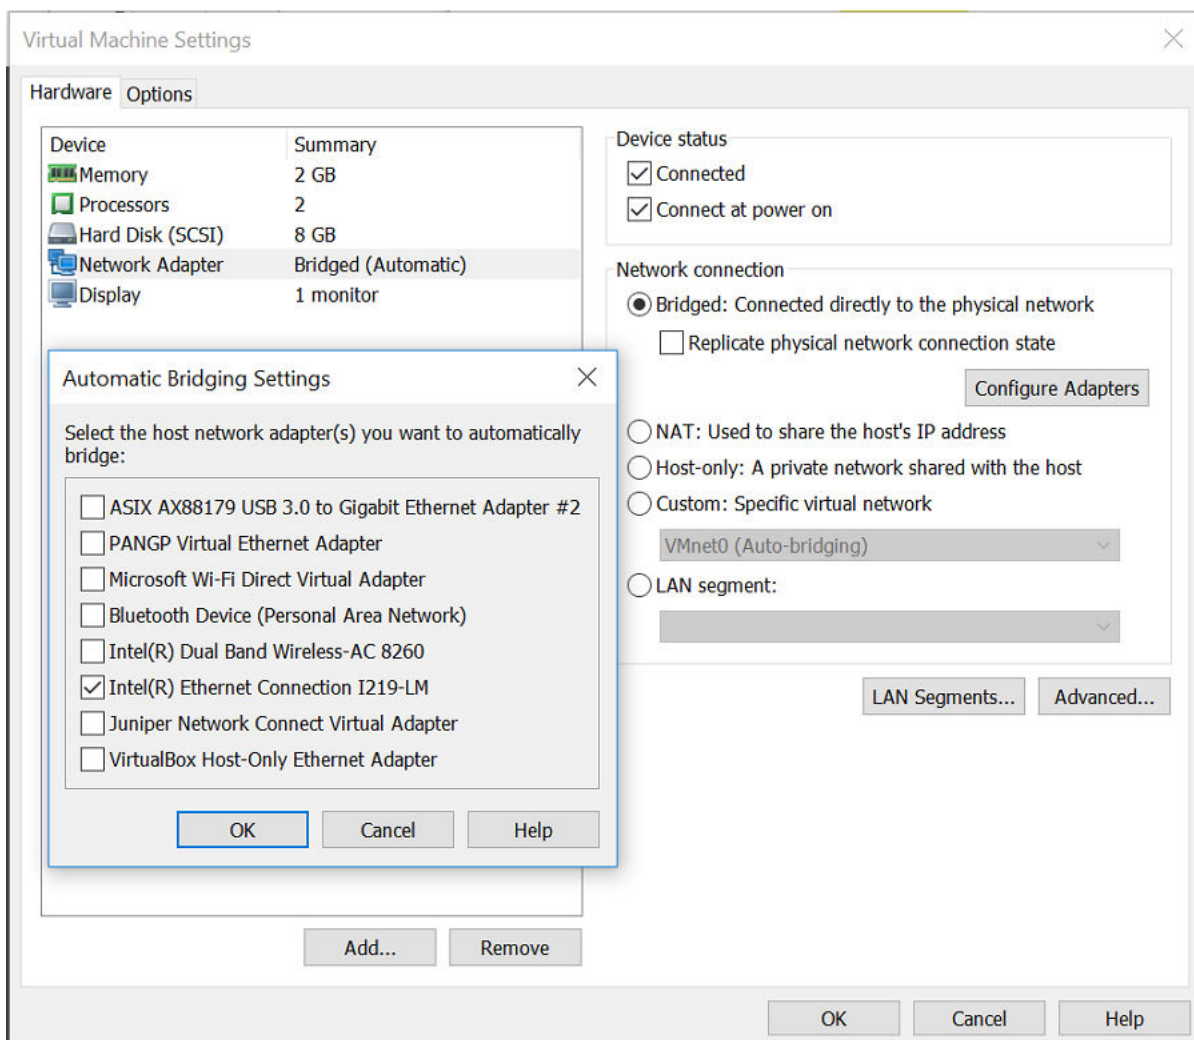 Virtual Machine Settings
Hardware
Options
Device Summary
Memory 2 GB
Processors 2
Hard Disk (SCSI) 8 GB
Network Adapter Bridged (Automatic)
Display 1 monitor
Device status
Connected
Connect at power on
Network connection
Bridged: Connected directly to the physical network
Replicate physical network connection state
Configure Adapters
NAT: Used to share the host's IP address
Host-only: A private network shared with the host
Custom: Specific virtual network
VMnet0 (Auto-bridging)
LAN segment:
LAN Segments...
Advanced...
Automatic Bridging Settings
Select the host network adapter(s) you want to automatically
bridge:
ASIX AX88179 USB 3.0 to Gigabit Ethernet Adapter #2
PANGP Virtual Ethernet Adapter
Microsoft Wi-Fi Direct Virtual Adapter
Bluetooth Device (Personal Area Network)
Intel(R) Dual Band Wireless-AC 8260
Intel(R) Ethernet Connection I219-LM
Juniper Network Connect Virtual Adapter
VirtualBox Host-Only Ethernet Adapter
OK
Cancel
Help
Add...
Remove
OK
Cancel
Help